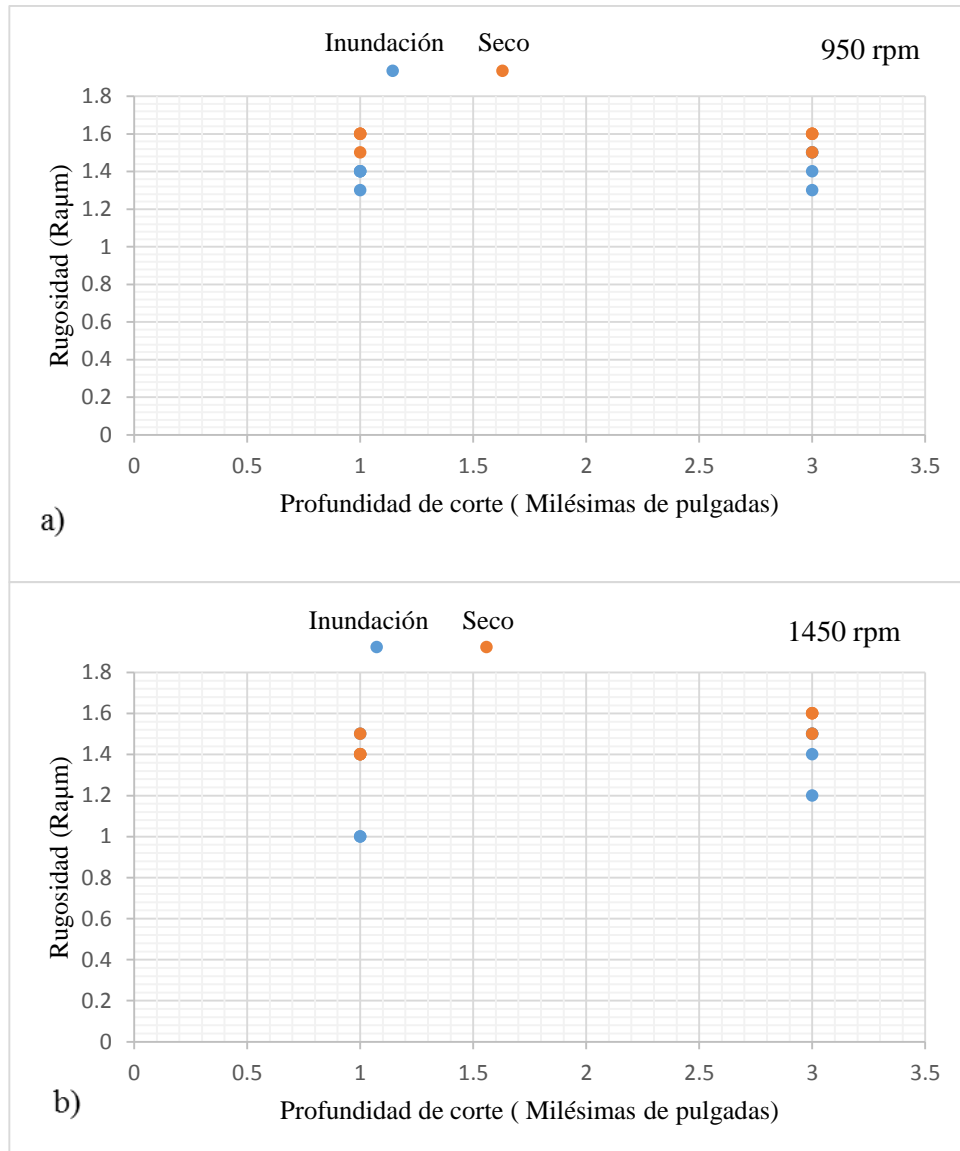 Inundación Seco 950 rpm
1.8
1.6
1.4
1.2
1
0.8
0.6
0.4
0.2
0
Rugosidad (Raµm)
0 0.5 1 1.5 2 2.5 3 3.5
Profundidad de corte ( Milésimas de pulgadas)
a)
Inundación Seco 1450 rpm
1.8
1.6
1.4
1.2
1
0.8
0.6
0.4
0.2
0
Rugosidad (Raµm)
0 0.5 1 1.5 2 2.5 3 3.5
Profundidad de corte ( Milésimas de pulgadas)
b)